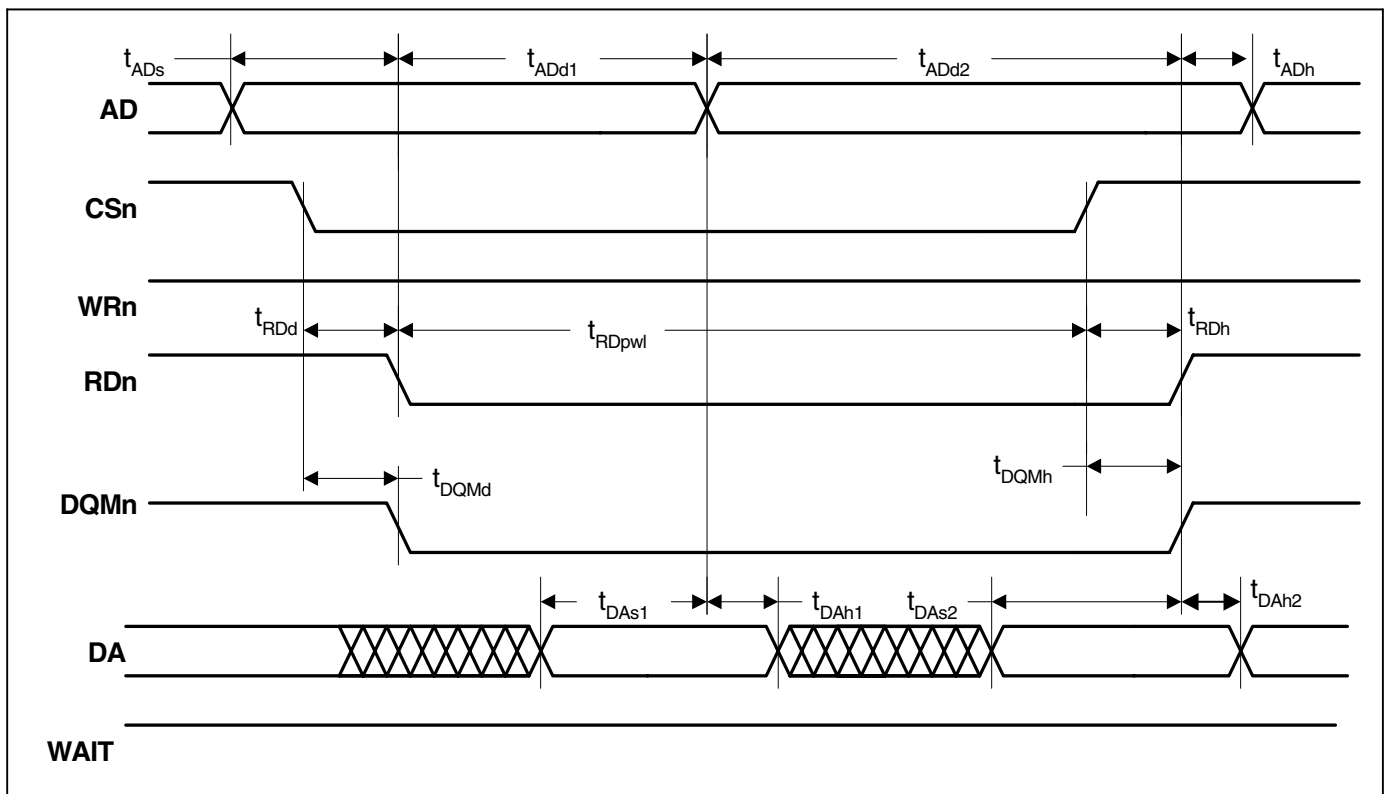 tADs tADd1 tADd2 tADh
AD
CSn
WRn
tRDd tRDpwl tRDh
RDn
tDQMd tDQMh
DQMn
tDAs1 tDAh1 tDAs2 tDAh2
DA
WAIT